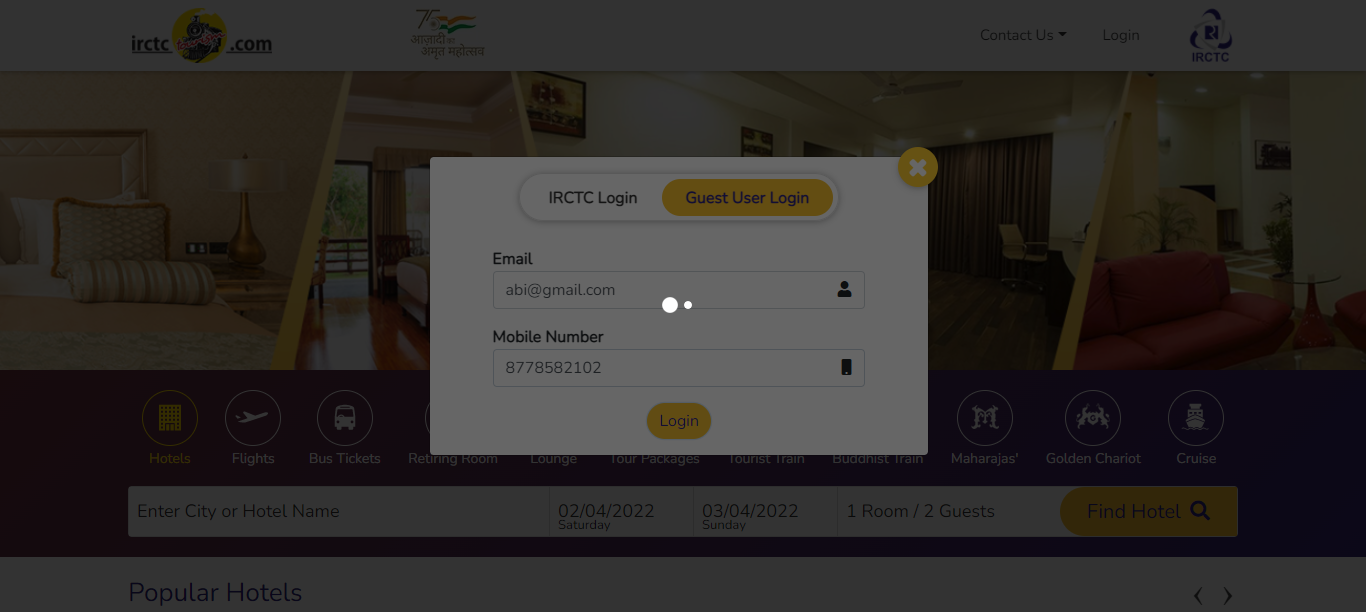 irctc tourism .com
75
आज़ादी का
अमृत महोत्सव
Contact Us
Login
IRCTC
IRCTC Login
Guest User Login
Email
abi@gmail.com
Mobile Number
8778582102
Login
Hotels
Flights
Bus Tickets
Retiring Room
Lounge
Tour Packages
Tourist Train
Buddhist Train
Maharajas'
Golden Chariot
Cruise
Enter City or Hotel Name
02/04/2022
Saturday
03/04/2022
Sunday
1 Room / 2 Guests
Find Hotel
Popular Hotels